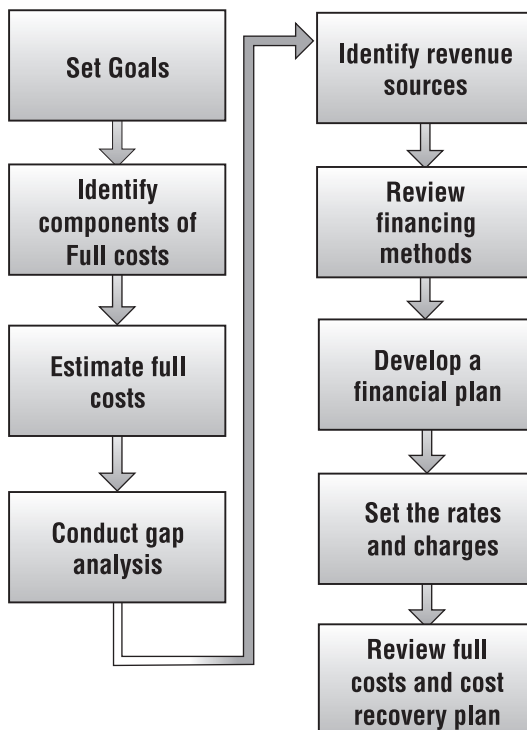 Set Goals
Identify
components of
Full costs
Estimate full
costs
Conduct gap
analysis
Identify revenue
sources
Review
financing
methods
Develop a
financial plan
Set the rates
and charges
Review full
costs and cost
recovery plan